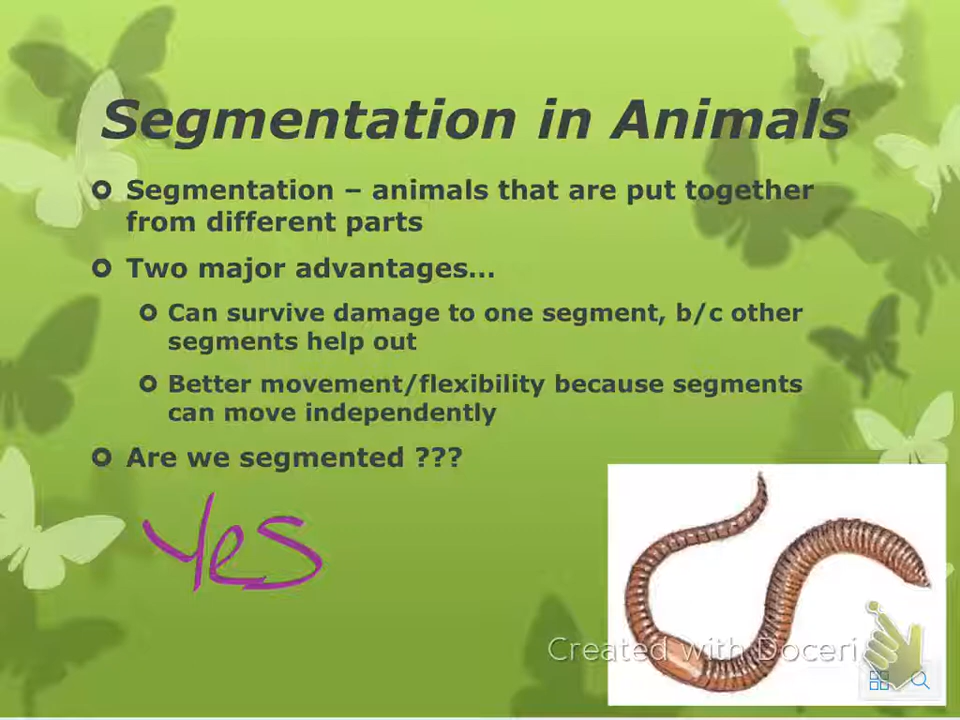 Segmentation in Animals
Segmentation – animals that are put together
from different parts
Two major advantages…
Can survive damage to one segment, b/c other
segments help out
Better movement/flexibility because segments
can move independently
Are we segmented ???
Yes
Created with Doceri